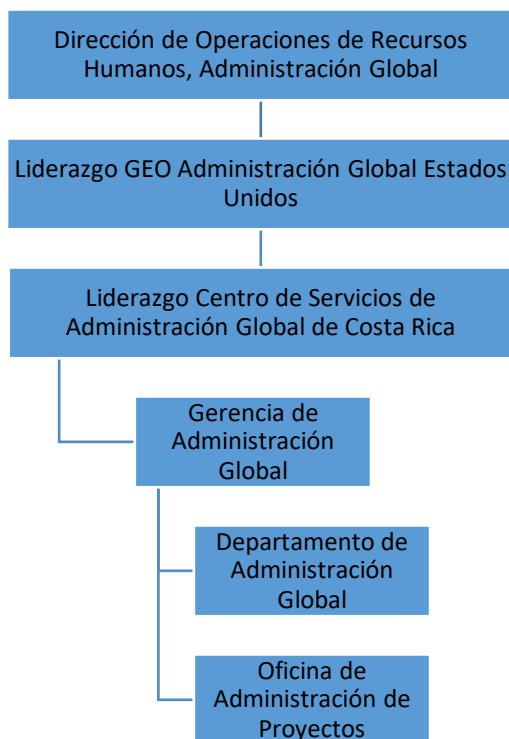 Dirección de Operaciones de Recursos
Humanos, Administración Global
Liderazgo GEO Administración Global Estados
Unidos
Liderazgo Centro de Servicios de
Administración Global de Costa Rica
Gerencia de
Administración
Global
Departamento de
Administración
Global
Oficina de
Administración de
Proyectos